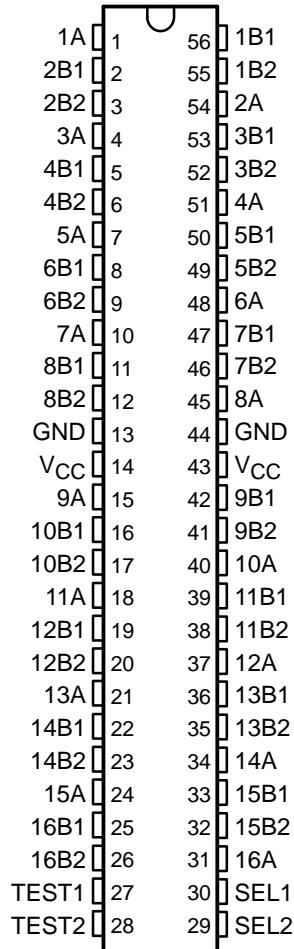 1A 1 56 1B1
2B1 2 55 1B2
2B2 3 54 2A
3A 4 53 3B1
4B1 5 52 3B2
4B2 6 51 4A
5A 7 50 5B1
6B1 8 49 5B2
6B2 9 48 6A
7A 10 47 7B1
8B1 11 46 7B2
8B2 12 45 8A
GND 13 44 GND
VCC 14 43 VCC
9A 15 42 9B1
10B1 16 41 9B2
10B2 17 40 10A
11A 18 39 11B1
12B1 19 38 11B2
12B2 20 37 12A
13A 21 36 13B1
14B1 22 35 13B2
14B2 23 34 14A
15A 24 33 15B1
16B1 25 32 15B2
16B2 26 31 16A
TEST1 27 30 SEL1
TEST2 28 29 SEL2